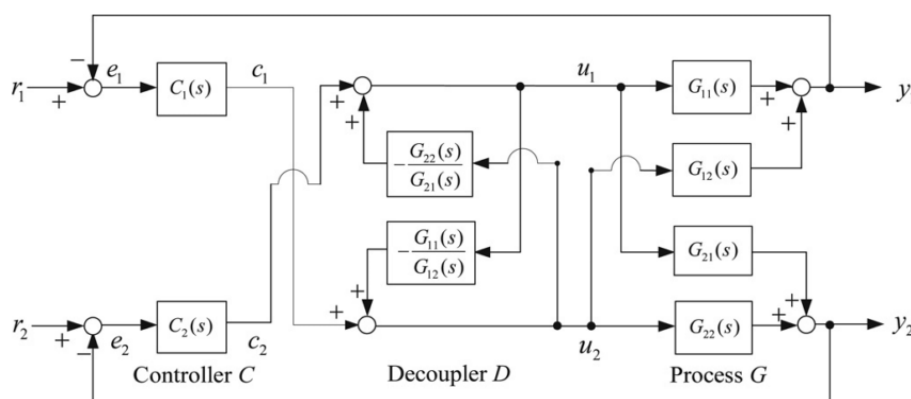 r₁ + − e₁ C₁(s) c₁
+ + u₁ G₁₁(s) + + y
−G₂₂(s)/G₂₁(s) G₁₂(s)
−G₁₁(s)/G₁₂(s) G₂₁(s)
r₂ + − e₂ C₂(s) c₂
+ + u₂ G₂₂(s) + + y₂
Controller C Decoupler D Process G